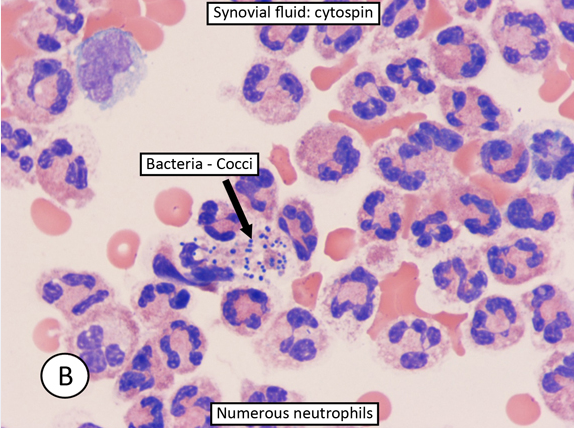 Synovial fluid: cytospin
Bacteria - Cocci
B
Numerous neutrophils